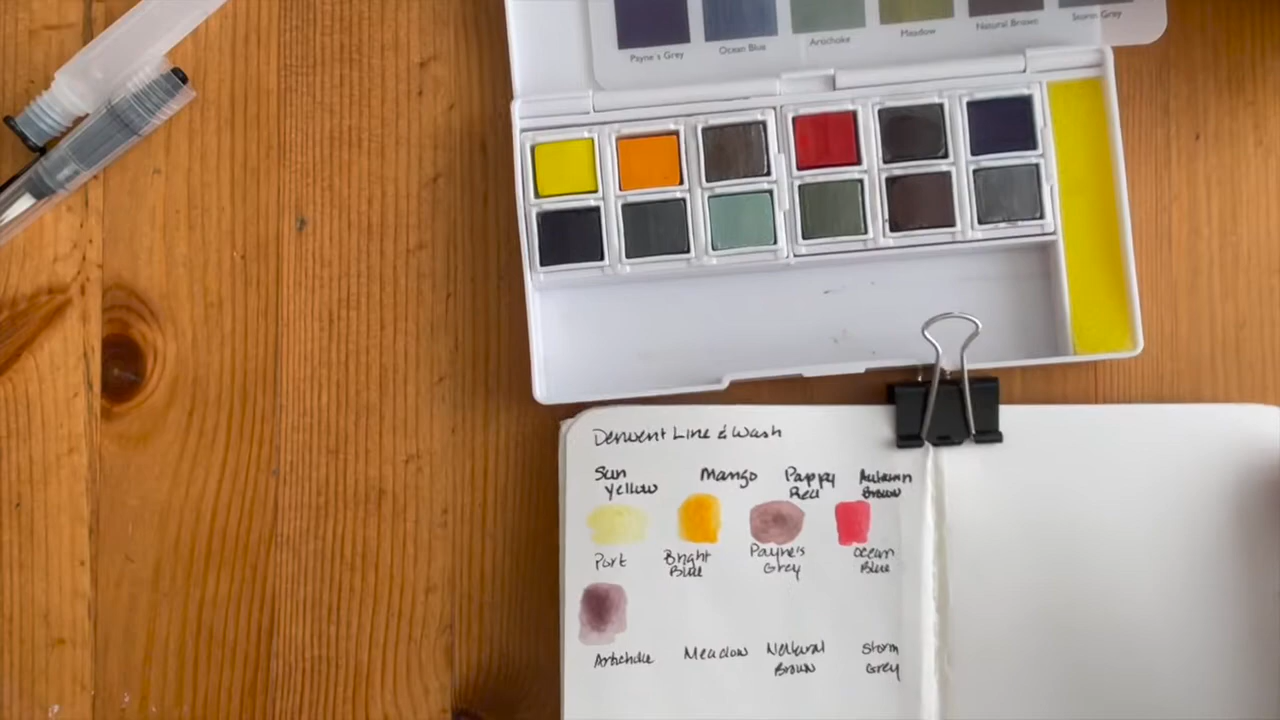 Payne's Grey Ocean Blue Artichoke Meadow Natural Brown Storm Grey
Derwent Line & Wash
Sun Yellow Mango Poppy Red Autumn Brown
Port Bright Blue Payne's Grey Ocean Blue
Artichoke Meadow Natural Brown Storm Grey